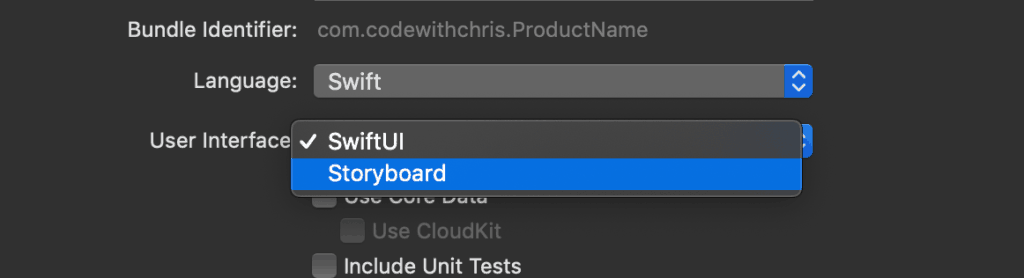 Bundle Identifier: com.codewithchris.ProductName
Language: Swift
User Interface SwiftUI
Storyboard
Use Core Data
Use CloudKit
Include Unit Tests